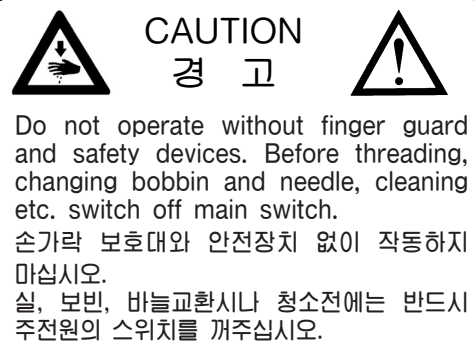 CAUTION
경 고
Do not operate without finger guard
and safety devices. Before threading,
changing bobbin and needle, cleaning
etc. switch off main switch.
손가락 보호대와 안전장치 없이 작동하지
마십시오.
실, 보빈, 바늘교환시나 청소전에는 반드시
주전원의 스위치를 꺼주십시오.